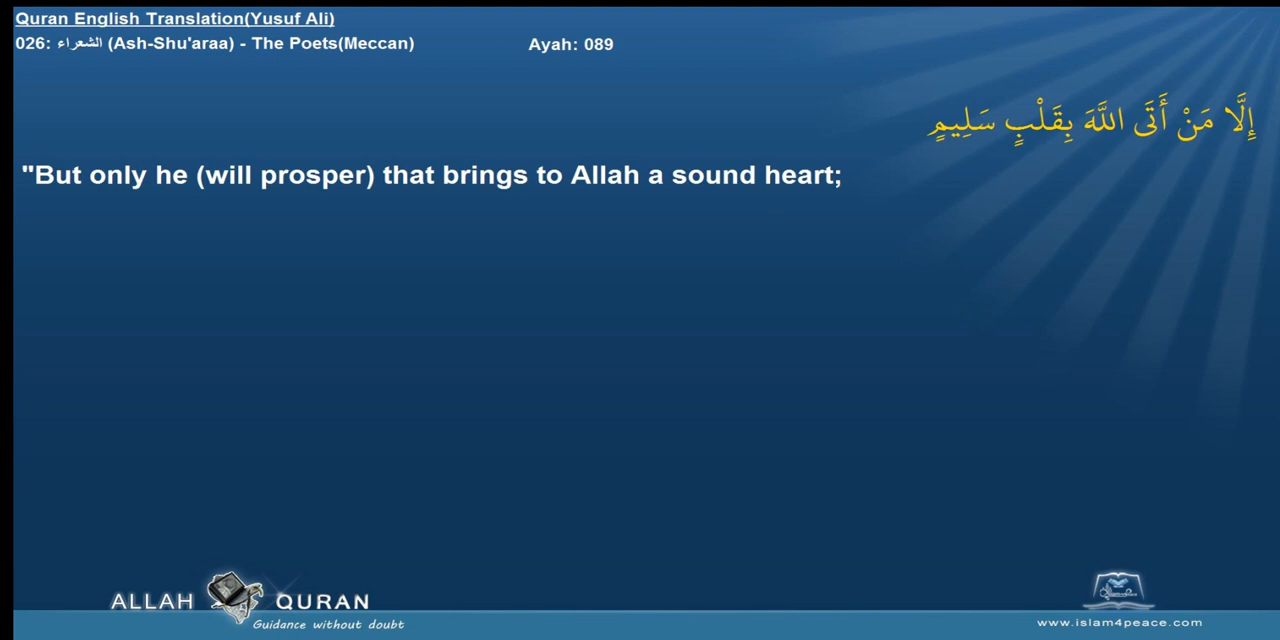 Quran English Translation(Yusuf Ali)
026: الشعراء (Ash-Shu'araa) - The Poets(Meccan) Ayah: 089
إِلَّا مَنْ أَتَى اللَّهَ بِقَلْبٍ سَلِيمٍ
"But only he (will prosper) that brings to Allah a sound heart;
ALLAH QURAN
Guidance without doubt
www.islam4peace.com